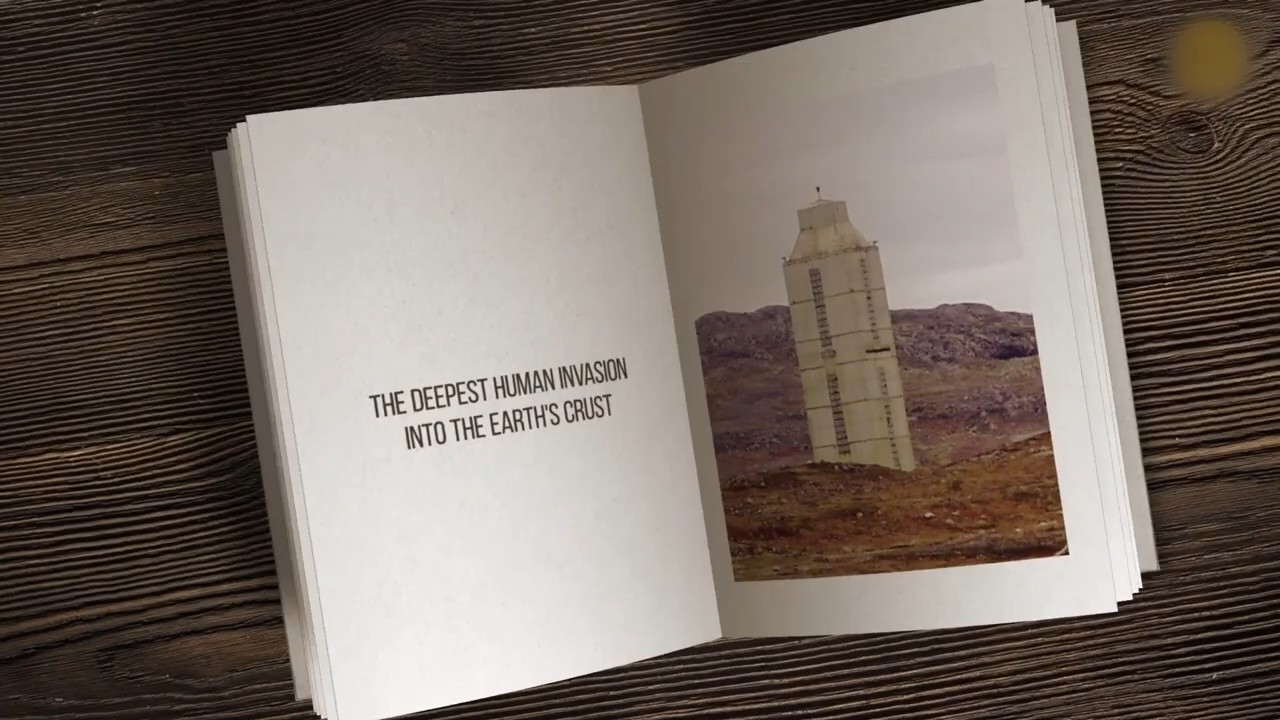 THE DEEPEST HUMAN INVASION
INTO THE EARTH'S CRUST